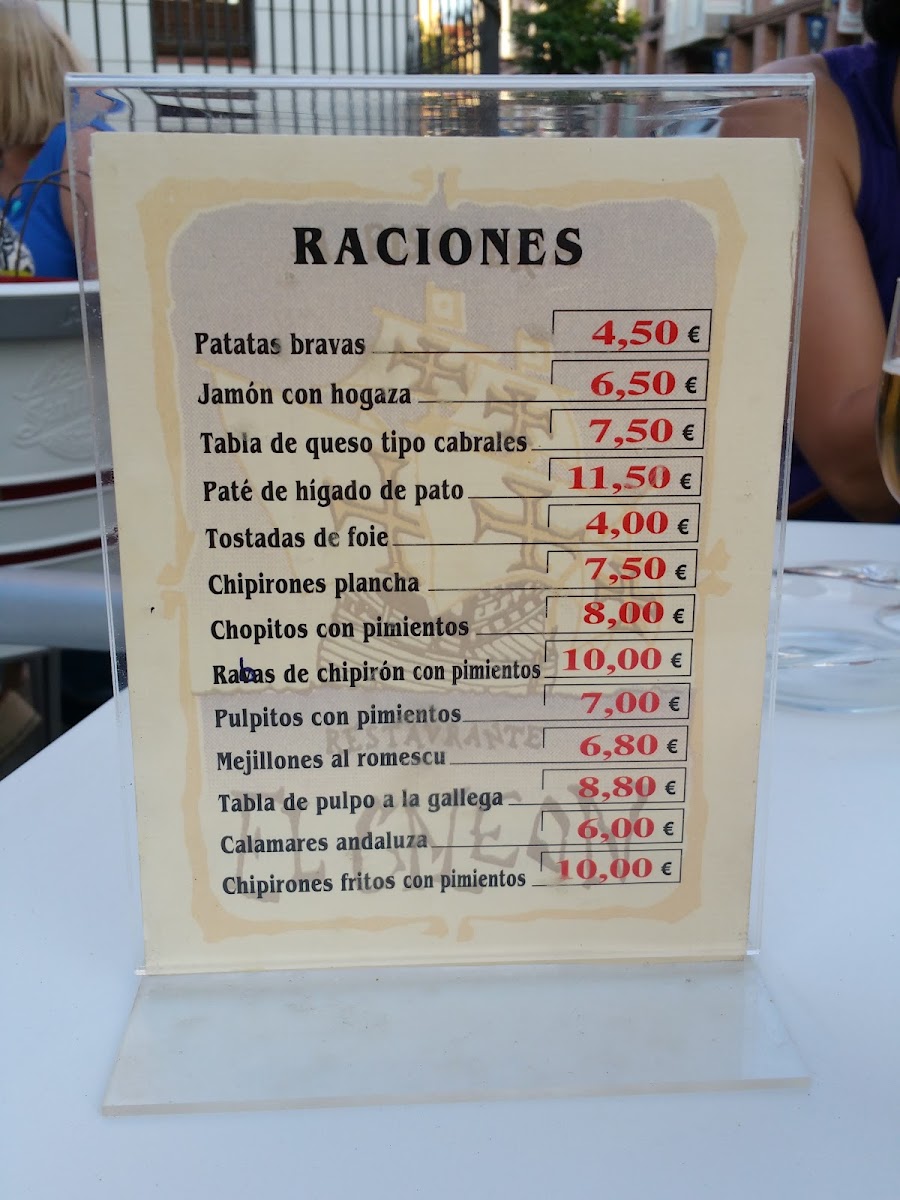 RACIONES
Patatas bravas 4,50 €
Jamón con hogaza 6,50 €
Tabla de queso tipo cabrales 7,50 €
Paté de hígado de pato 11,50 €
Tostadas de foie 4,00 €
Chipirones plancha 7,50 €
Chopitos con pimientos 8,00 €
Rabas de chipirón con pimientos 10,00 €
Pulpitos con pimientos 7,00 €
Mejillones al romescu 6,80 €
Tabla de pulpo a la gallega 8,80 €
Calamares andaluza 6,00 €
Chipirones fritos con pimientos 10,00 €
RESTAVRANTE